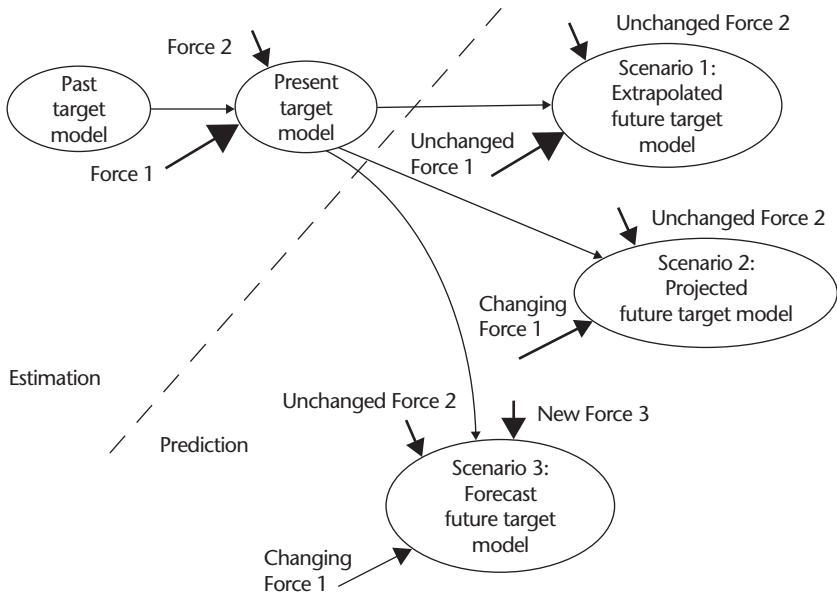 Unchanged Force 2
Force 2
Past
target
model
Present
target
model
Scenario 1:
Extrapolated
future target
model
Force 1
Unchanged
Force 1
Unchanged Force 2
Scenario 2:
Projected
future target model
Changing
Force 1
Estimation
Prediction
Unchanged Force 2
New Force 3
Scenario 3:
Forecast
future target
model
Changing
Force 1